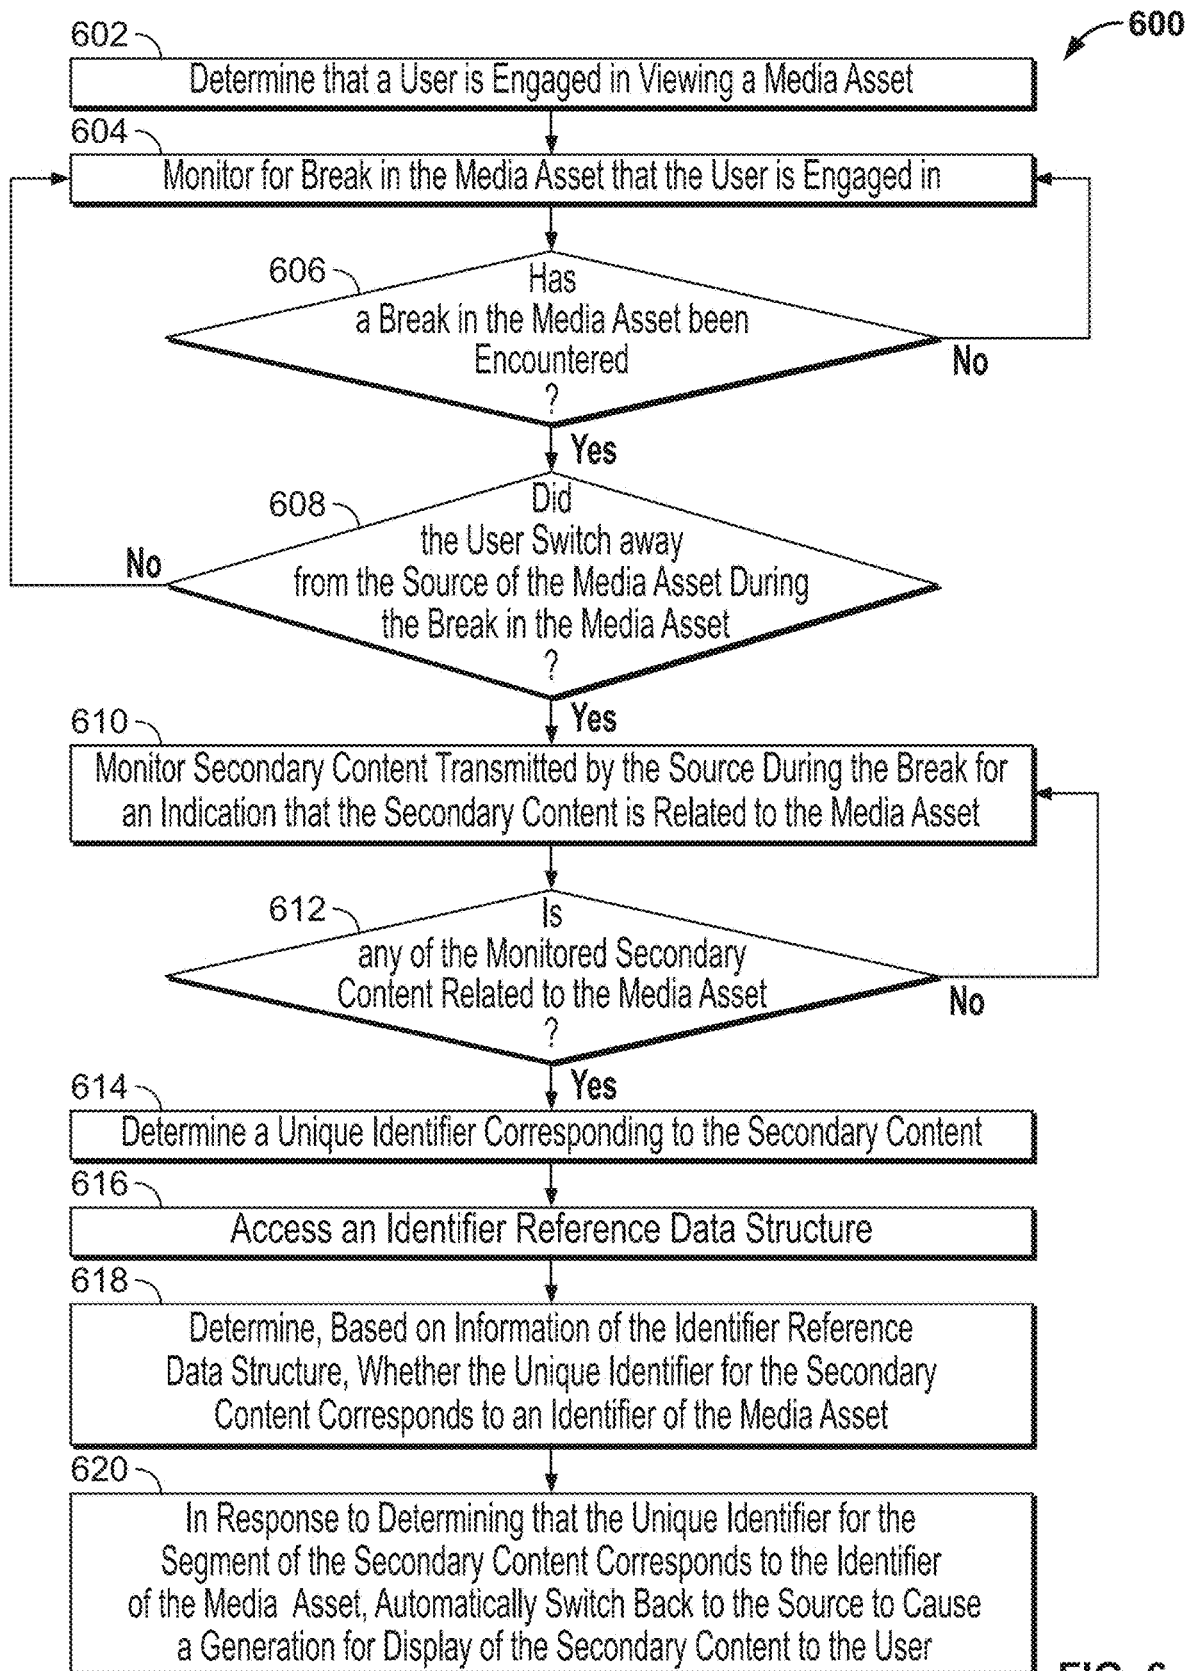 600
602
Determine that a User is Engaged in Viewing a Media Asset
604
Monitor for Break in the Media Asset that the User is Engaged in
606
Has
a Break in the Media Asset been
Encountered
?
No
Yes
608
Did
the User Switch away
from the Source of the Media Asset During
the Break in the Media Asset
?
No
Yes
610
Monitor Secondary Content Transmitted by the Source During the Break for
an Indication that the Secondary Content is Related to the Media Asset
612
Is
any of the Monitored Secondary
Content Related to the Media Asset
?
No
Yes
614
Determine a Unique Identifier Corresponding to the Secondary Content
616
Access an Identifier Reference Data Structure
618
Determine, Based on Information of the Identifier Reference
Data Structure, Whether the Unique Identifier for the Secondary
Content Corresponds to an Identifier of the Media Asset
620
In Response to Determining that the Unique Identifier for the
Segment of the Secondary Content Corresponds to the Identifier
of the Media Asset, Automatically Switch Back to the Source to Cause
a Generation for Display of the Secondary Content to the User
FIG. 6